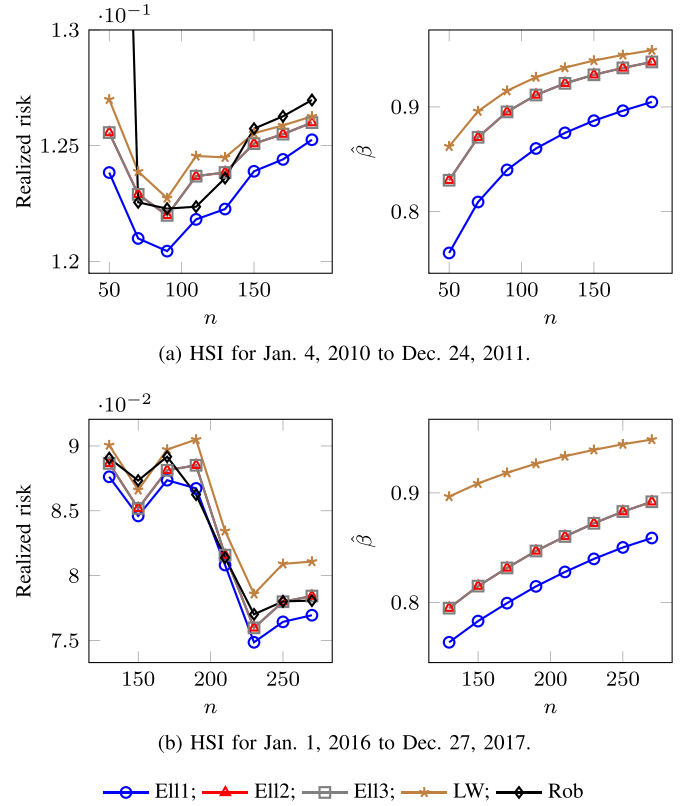 ·10⁻¹
1.3
1.25
1.2
Realized risk
50 100 150
n
0.9
0.8
β̂
50 100 150
n
(a) HSI for Jan. 4, 2010 to Dec. 24, 2011.
·10⁻²
9
8.5
8
7.5
Realized risk
150 200 250
n
0.9
0.8
β̂
150 200 250
n
(b) HSI for Jan. 1, 2016 to Dec. 27, 2017.
Ell1; Ell2; Ell3; LW; Rob